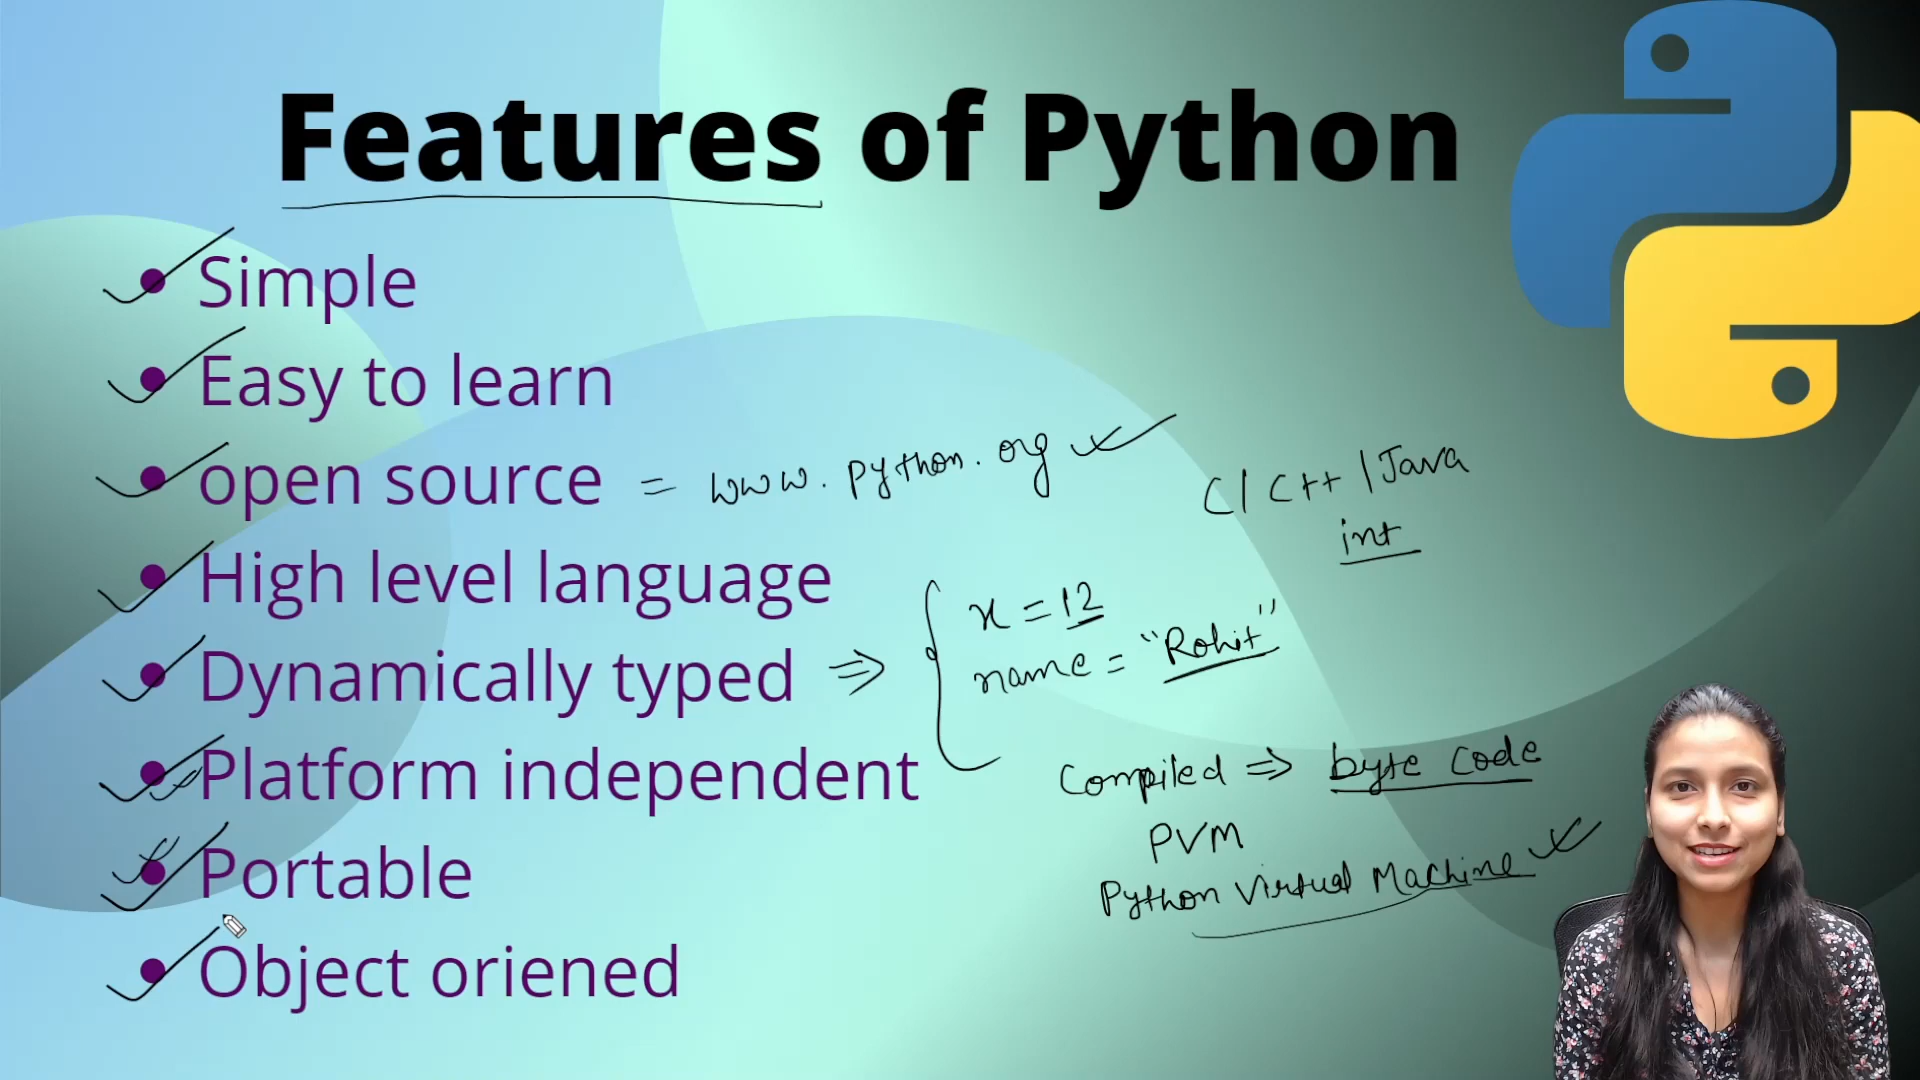 Features of Python
• Simple
• Easy to learn
• open source = www.python.org
C / C++ / Java
int
• High level language
x = 12
name = "Rohit"
• Dynamically typed ⇒
• Platform independent
Compiled ⇒ byte code
PVM
• Portable
Python Virtual Machine
• Object oriened